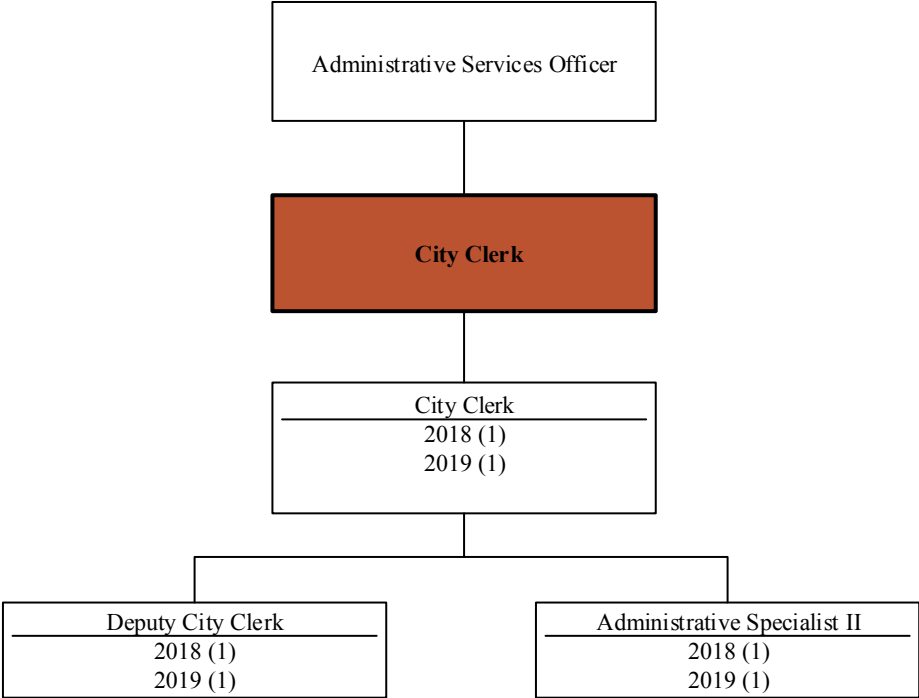 Administrative Services Officer
City Clerk
City Clerk
2018 (1)
2019 (1)
Deputy City Clerk
2018 (1)
2019 (1)
Administrative Specialist II
2018 (1)
2019 (1)